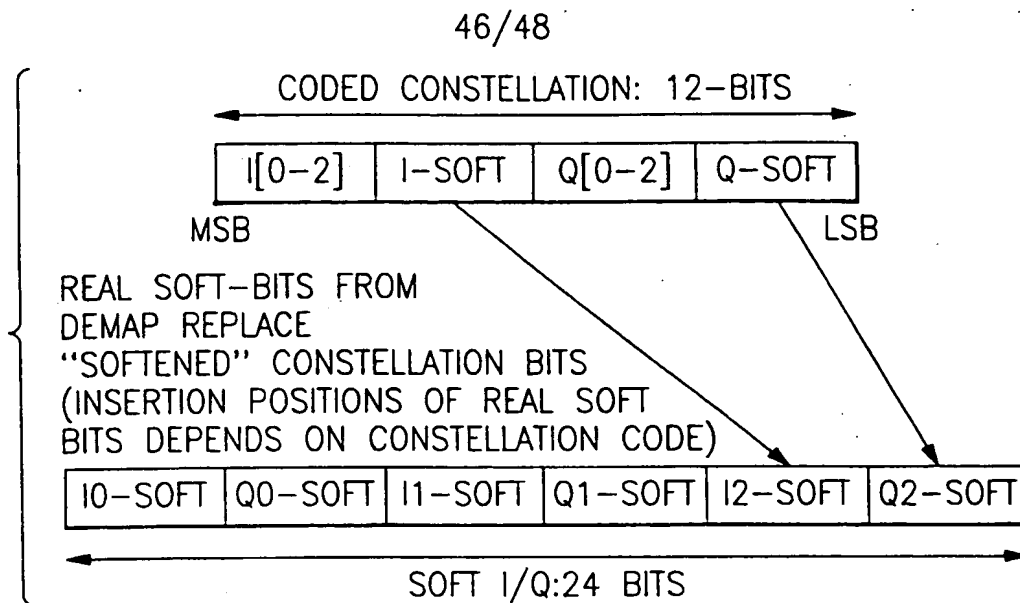 46/48
CODED CONSTELLATION: 12-BITS
I[0-2] I-SOFT Q[0-2] Q-SOFT
MSB LSB
REAL SOFT-BITS FROM
DEMAP REPLACE
"SOFTENED" CONSTELLATION BITS
(INSERTION POSITIONS OF REAL SOFT
BITS DEPENDS ON CONSTELLATION CODE)
I0-SOFT Q0-SOFT I1-SOFT Q1-SOFT I2-SOFT Q2-SOFT
SOFT I/Q:24 BITS